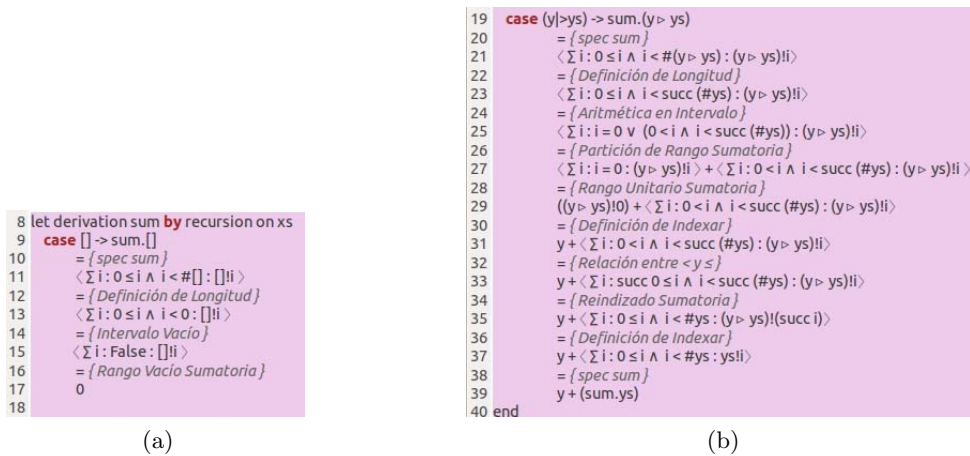 8 let derivation sum by recursion on xs
9 case [] -> sum.[]
10 = { spec sum }
11 ⟨ ∑ i : 0 ≤ i ∧ i < #[] : []!i ⟩
12 = { Definición de Longitud }
13 ⟨ ∑ i : 0 ≤ i ∧ i < 0 : []!i ⟩
14 = { Intervalo Vacío }
15 ⟨ ∑ i : False : []!i ⟩
16 = { Rango Vacío Sumatoria }
17 0
18
(a)
19 case (y|>ys) -> sum.(y ▹ ys)
20 = { spec sum }
21 ⟨ ∑ i : 0 ≤ i ∧ i < #(y ▹ ys) : (y ▹ ys)!i⟩
22 = { Definición de Longitud }
23 ⟨ ∑ i : 0 ≤ i ∧ i < succ (#ys) : (y ▹ ys)!i⟩
24 = { Aritmética en Intervalo }
25 ⟨ ∑ i : i = 0 ∨ (0 < i ∧ i < succ (#ys)) : (y ▹ ys)!i⟩
26 = { Partición de Rango Sumatoria }
27 ⟨ ∑ i : i = 0 : (y ▹ ys)!i ⟩ + ⟨ ∑ i : 0 < i ∧ i < succ (#ys) : (y ▹ ys)!i ⟩
28 = { Rango Unitario Sumatoria }
29 ((y ▹ ys)!0) + ⟨ ∑ i : 0 < i ∧ i < succ (#ys) : (y ▹ ys)!i⟩
30 = { Definición de Indexar }
31 y + ⟨ ∑ i : 0 < i ∧ i < succ (#ys) : (y ▹ ys)!i⟩
32 = { Relación entre < y ≤ }
33 y + ⟨ ∑ i : succ 0 ≤ i ∧ i < succ (#ys) : (y ▹ ys)!i⟩
34 = { Reindizado Sumatoria }
35 y + ⟨ ∑ i : 0 ≤ i ∧ i < #ys : (y ▹ ys)!(succ i)⟩
36 = { Definición de Indexar }
37 y + ⟨ ∑ i : 0 ≤ i ∧ i < #ys : ys!i⟩
38 = { spec sum }
39 y + (sum.ys)
40 end
(b)